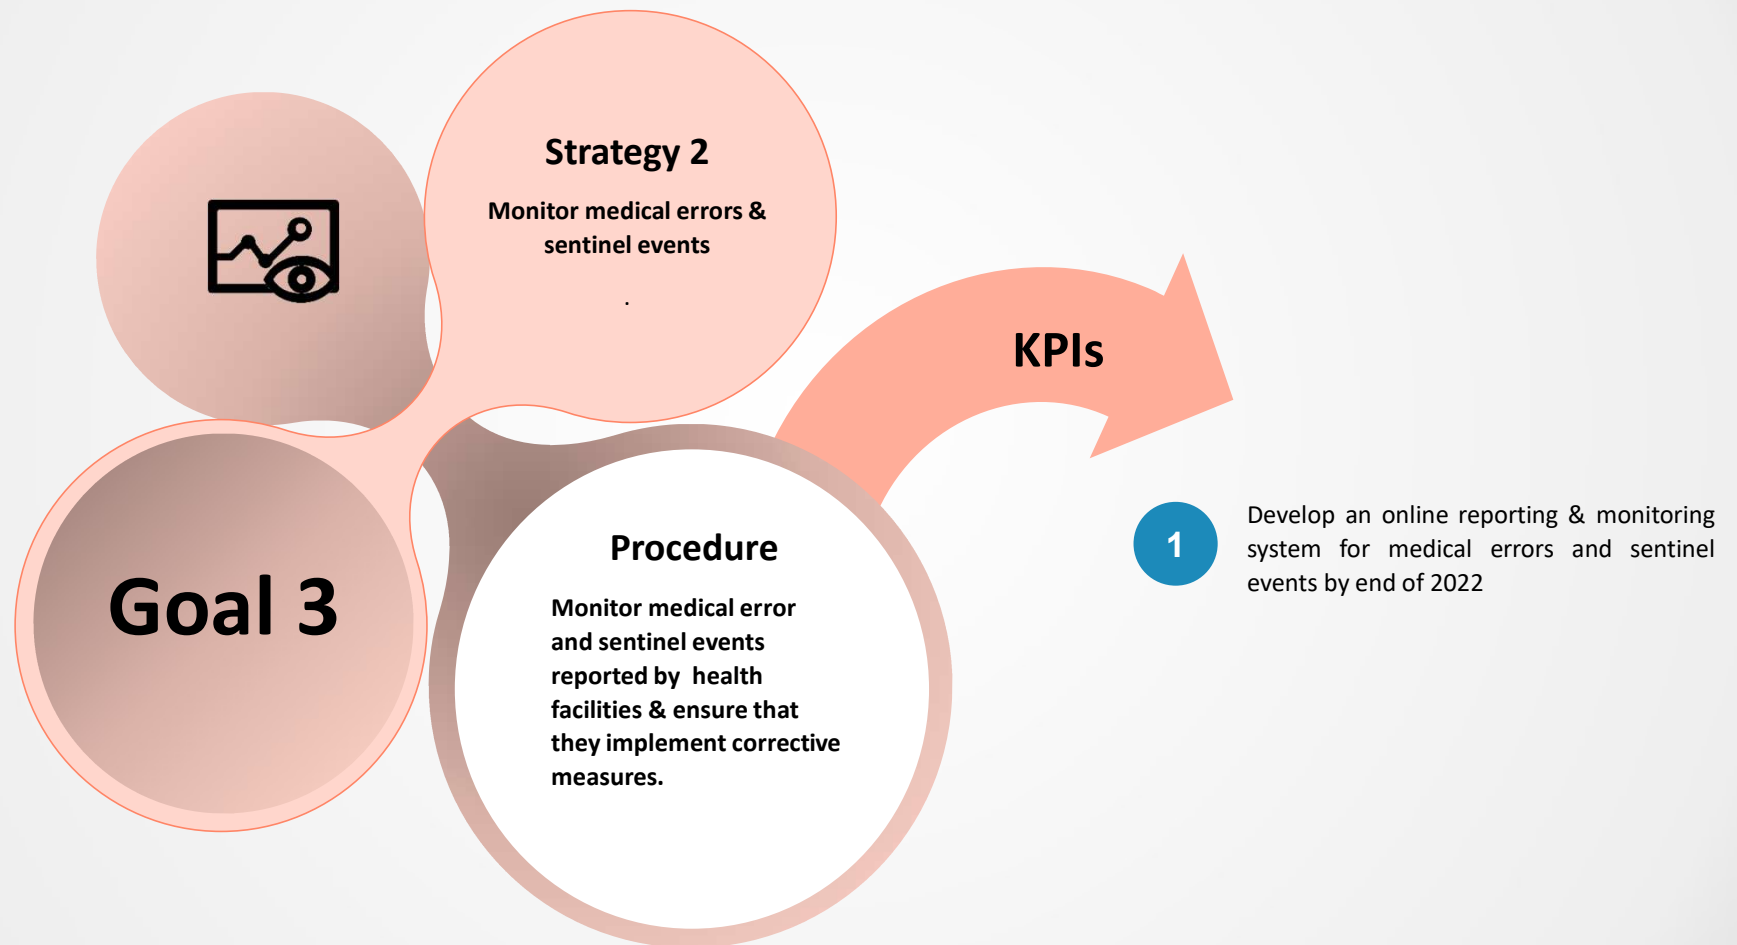 Strategy 2
Monitor medical errors &
sentinel events
.
KPIs
Goal 3
Procedure
Monitor medical error
and sentinel events
reported by health
facilities & ensure that
they implement corrective
measures.
1
Develop an online reporting & monitoring
system for medical errors and sentinel
events by end of 2022